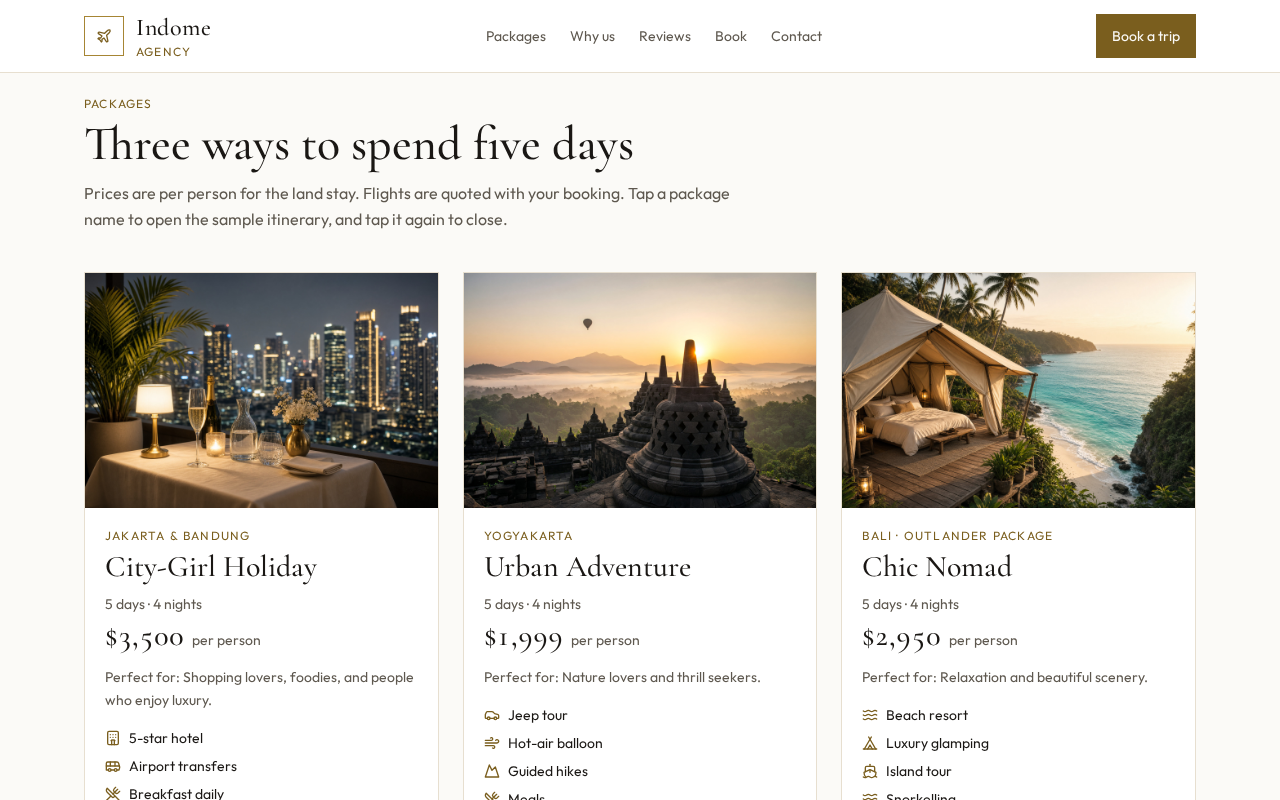 Indome
AGENCY
Packages
Why us
Reviews
Book
Contact
Book a trip
PACKAGES
Three ways to spend five days
Prices are per person for the land stay. Flights are quoted with your booking. Tap a package
name to open the sample itinerary, and tap it again to close.
JAKARTA & BANDUNG
City-Girl Holiday
5 days · 4 nights
$3,500 per person
Perfect for: Shopping lovers, foodies, and people
who enjoy luxury.
5-star hotel
Airport transfers
Breakfast daily
YOGYAKARTA
Urban Adventure
5 days · 4 nights
$1,999 per person
Perfect for: Nature lovers and thrill seekers.
Jeep tour
Hot-air balloon
Guided hikes
Meals
BALI · OUTLANDER PACKAGE
Chic Nomad
5 days · 4 nights
$2,950 per person
Perfect for: Relaxation and beautiful scenery.
Beach resort
Luxury glamping
Island tour
Snorkelling